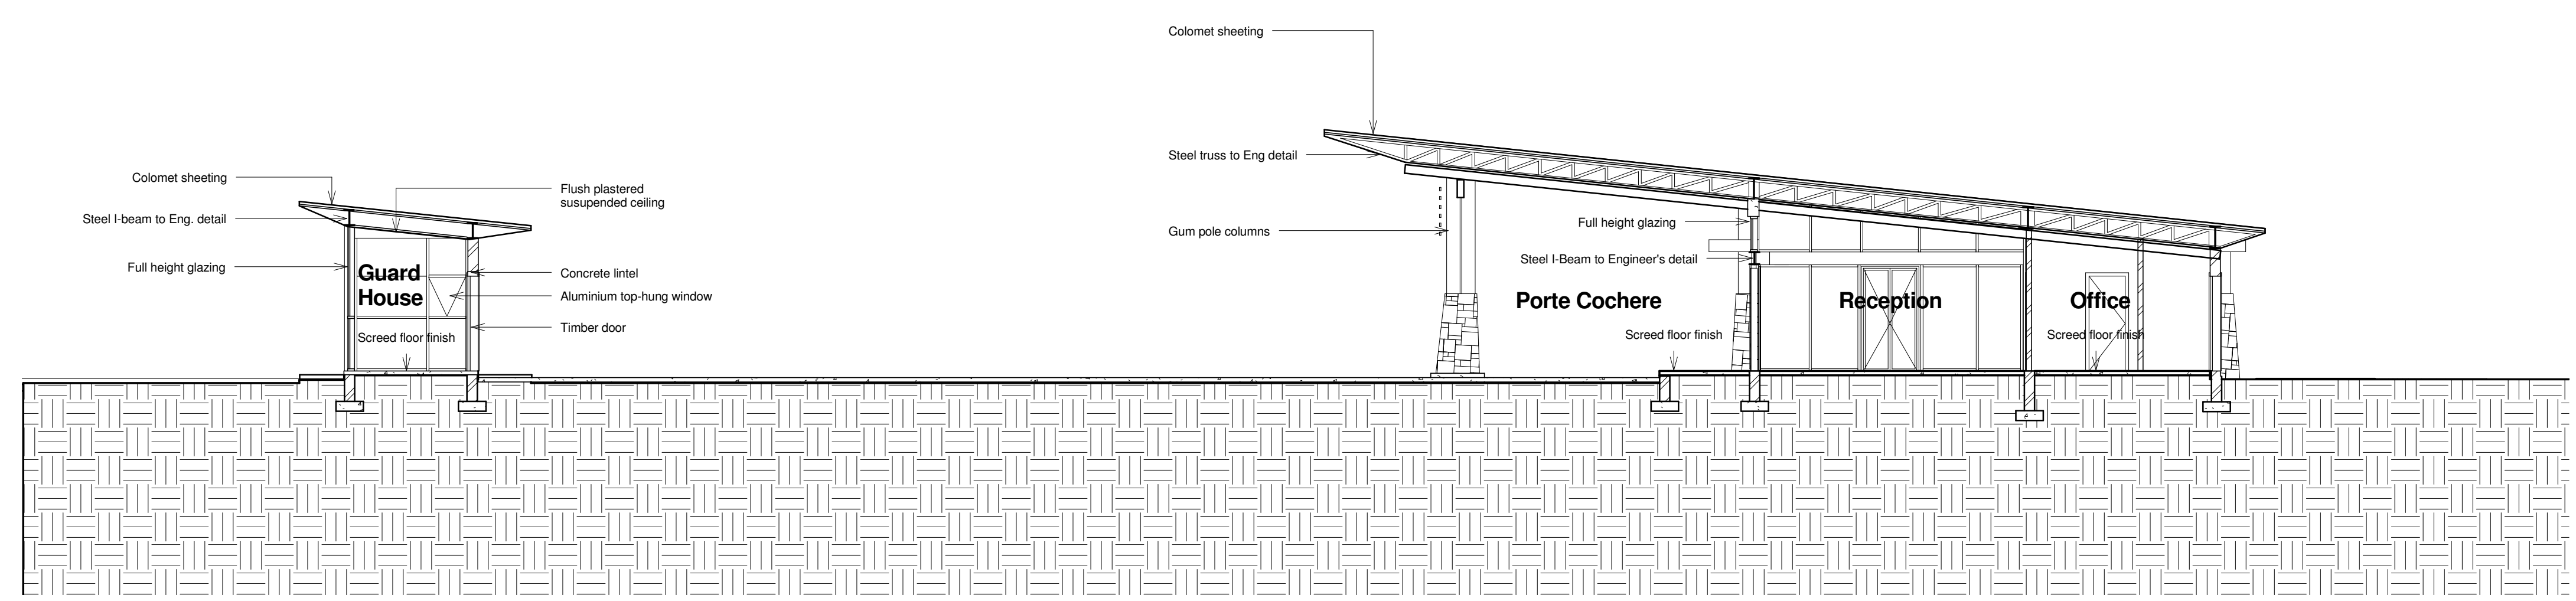 Colomet sheeting
Steel I-beam to Eng. detail
Full height glazing
Flush plastered
susupended ceiling
Guard
House
Concrete lintel
Aluminium top-hung window
Timber door
Screed floor finish
Colomet sheeting
Steel truss to Eng detail
Gum pole columns
Full height glazing
Steel I-Beam to Engineer's detail
Porte Cochere
Reception
Office
Screed floor finish
Screed floor finish